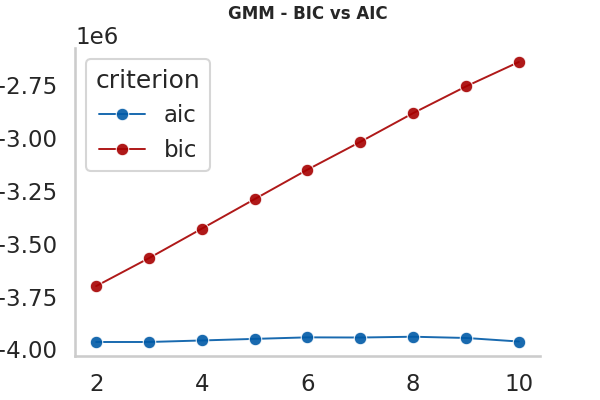 GMM - BIC vs AIC
1e6
criterion
aic
bic
-2.75
-3.00
-3.25
-3.50
-3.75
-4.00
2 4 6 8 10